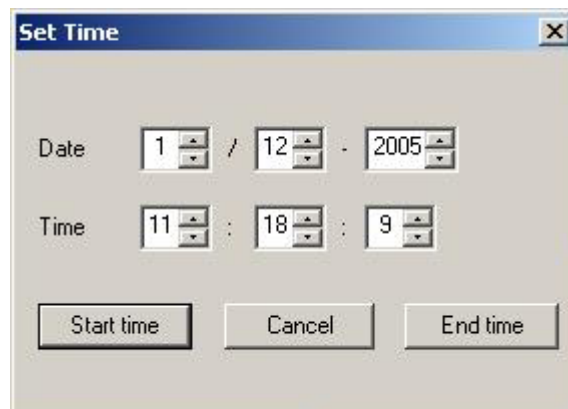 Set Time
Date 1 / 12 - 2005
Time 11 : 18 : 9
Start time Cancel End time